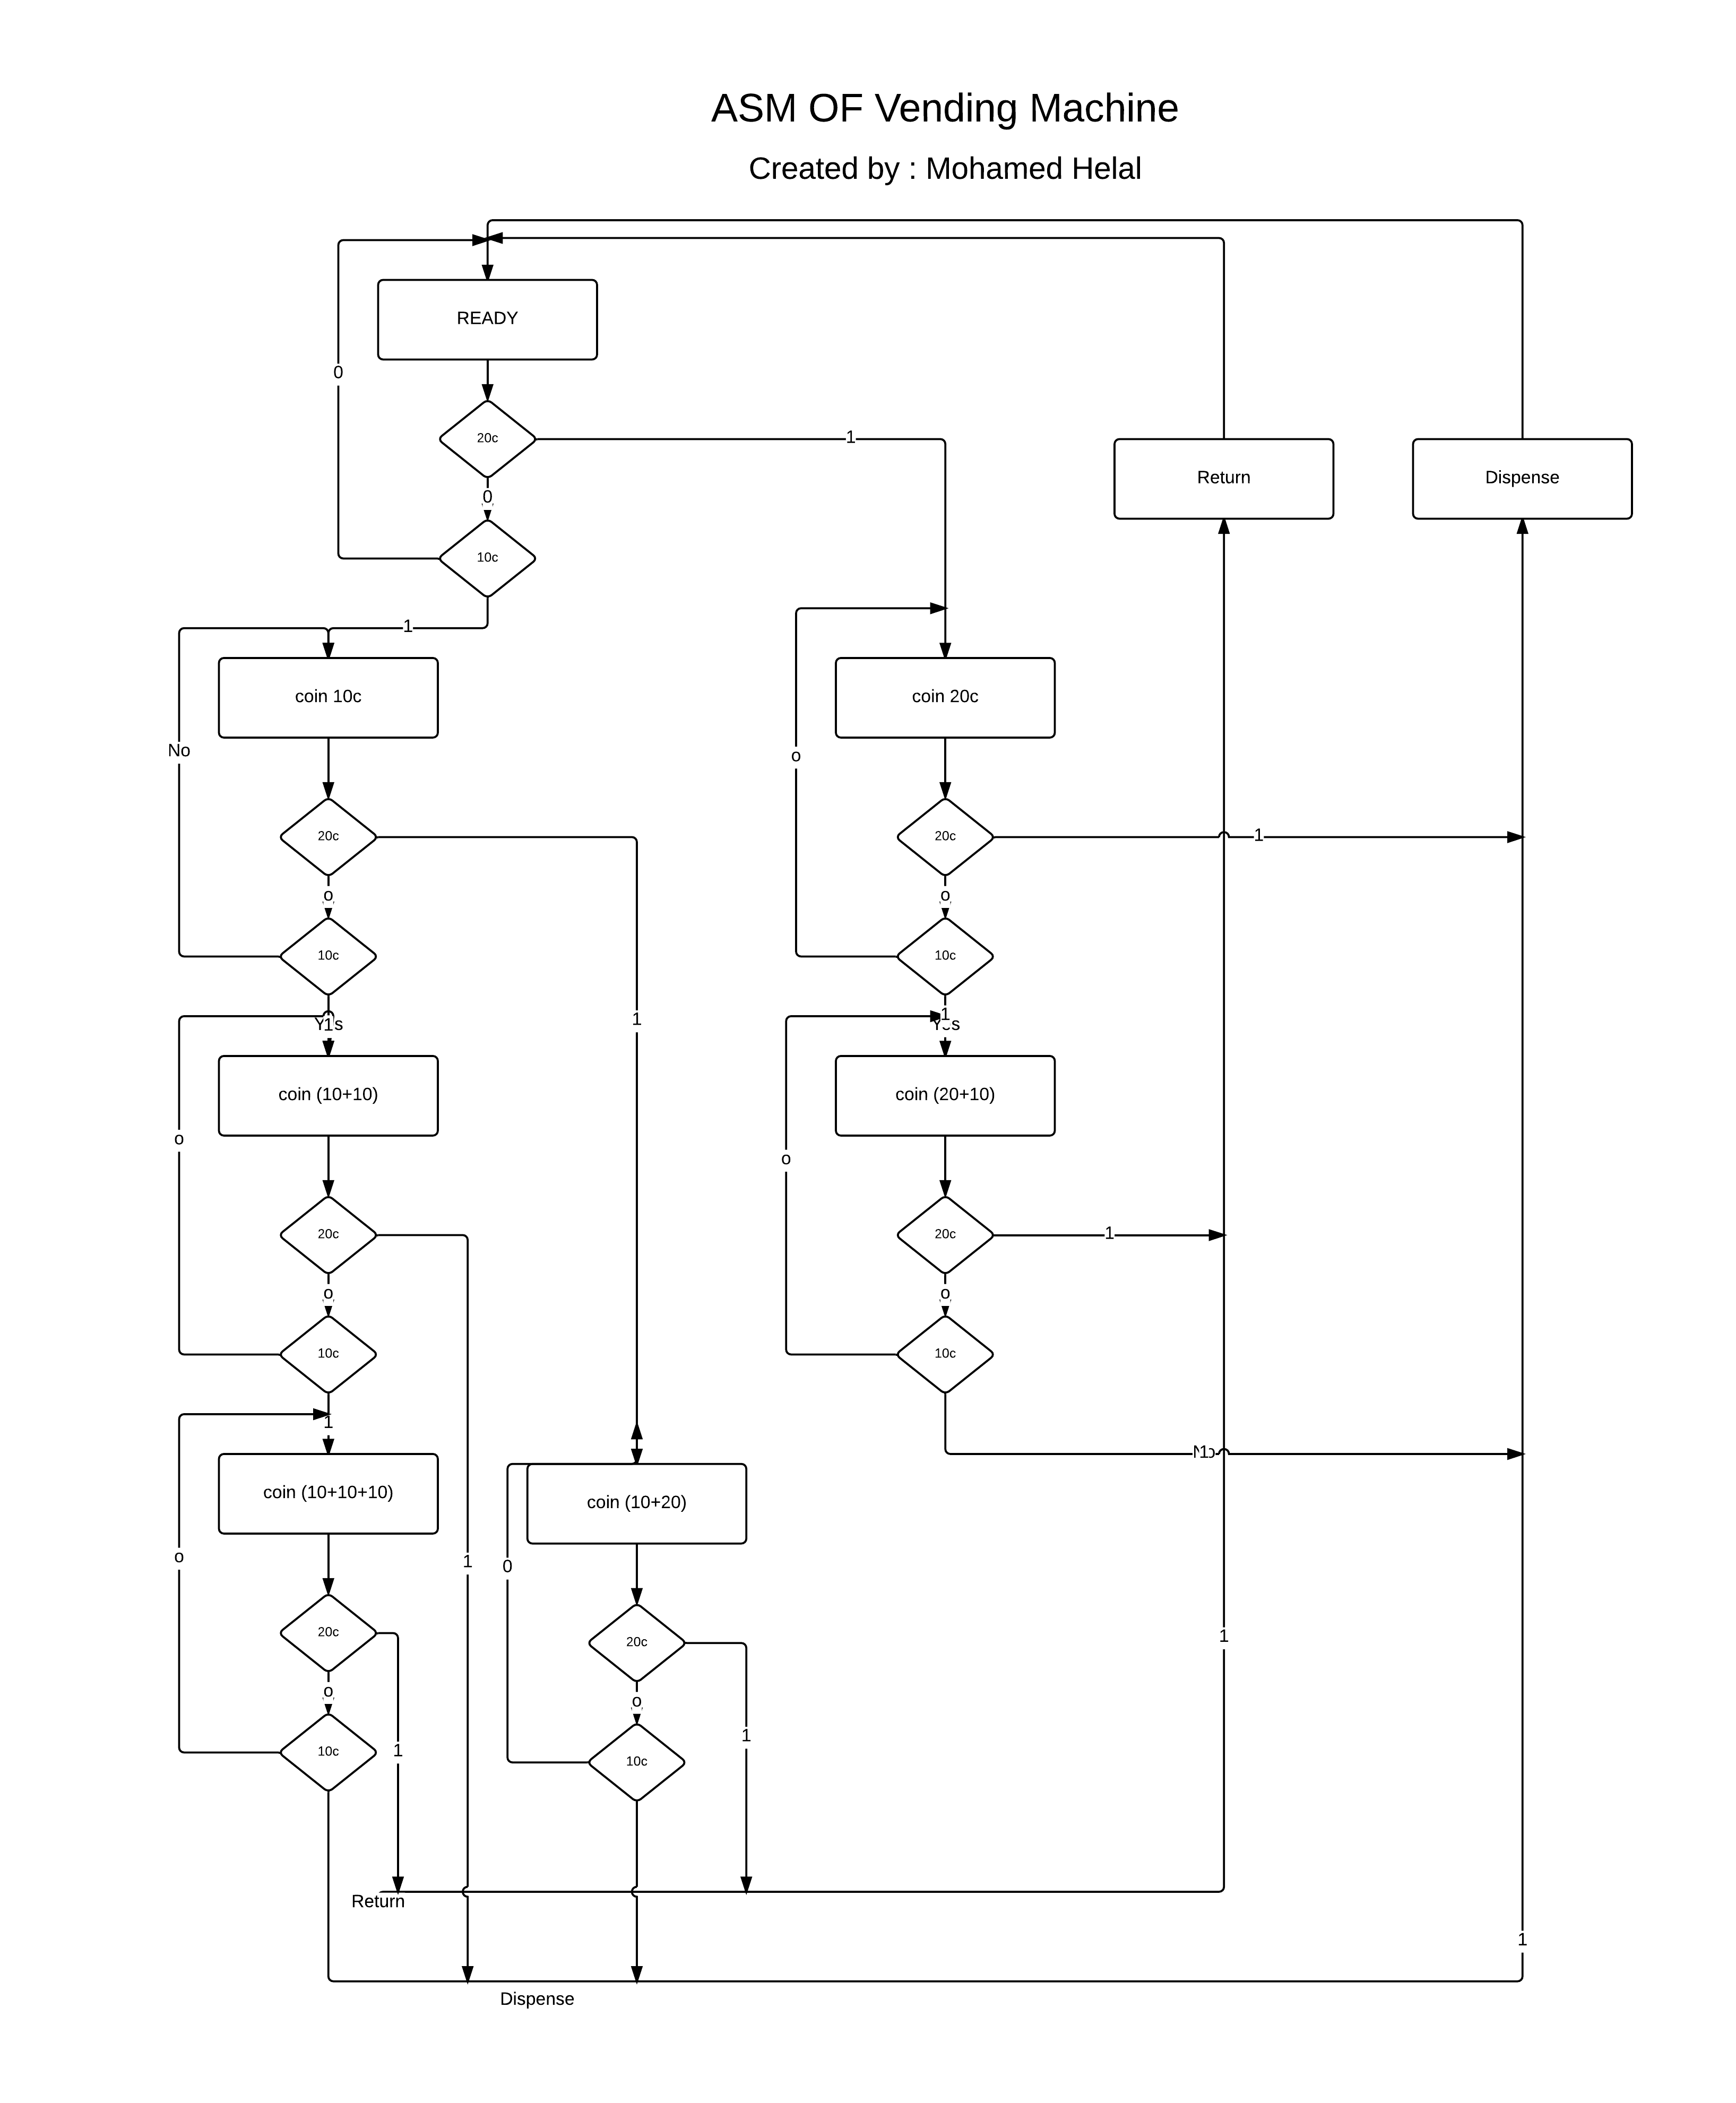 ASM OF Vending Machine
Created by : Mohamed Helal
READY
0
20c
1
Return
Dispense
0
10c
1
coin 10c
coin 20c
No
o
20c
20c
1
o
o
10c
10c
1
1
1
Yes
coin (10+10)
coin (20+10)
o
o
20c
20c
1
o
o
10c
10c
1
1
coin (10+10+10)
coin (10+20)
o
1
0
20c
20c
1
o
o
1
10c
10c
1
Return
1
Dispense